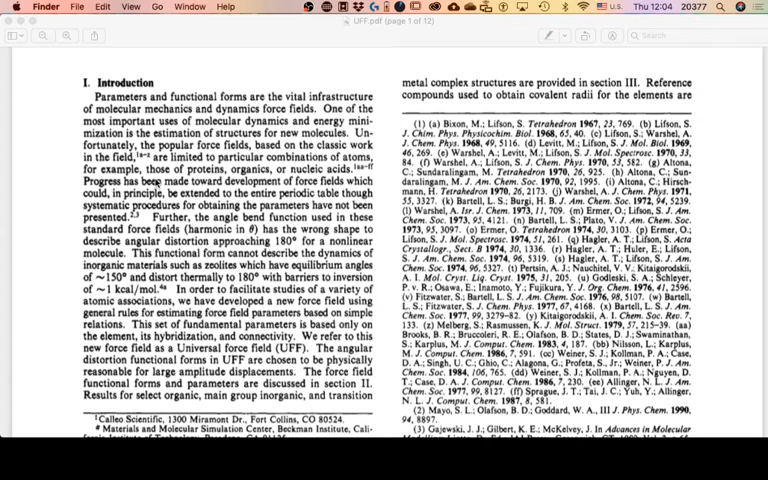 Finder File Edit View Go Window Help
U.S. Thu 12:04 20377
UFF.pdf (page 1 of 12)
Search
I. Introduction
Parameters and functional forms are the vital infrastructure
of molecular mechanics and dynamics force fields. One of the
most important uses of molecular dynamics and energy mini-
mization is the estimation of structures for new molecules. Un-
fortunately, the popular force fields, based on the classic work
in the field,1a-z are limited to particular combinations of atoms,
for example, those of proteins, organics, or nucleic acids.1aa-ff
Progress has been made toward development of force fields which
could, in principle, be extended to the entire periodic table though
systematic procedures for obtaining the parameters have not been
presented.2,3 Further, the angle bend function used in these
standard force fields (harmonic in θ) has the wrong shape to
describe angular distortion approaching 180° for a nonlinear
molecule. This functional form cannot describe the dynamics of
inorganic materials such as zeolites which have equilibrium angles
of ~150° and distort thermally to 180° with barriers to inversion
of ~1 kcal/mol.4a In order to facilitate studies of a variety of
atomic associations, we have developed a new force field using
general rules for estimating force field parameters based on simple
relations. This set of fundamental parameters is based only on
the element, its hybridization, and connectivity. We refer to this
new force field as a Universal force field (UFF). The angular
distortion functional forms in UFF are chosen to be physically
reasonable for large amplitude displacements. The force field
functional forms and parameters are discussed in section II.
Results for select organic, main group inorganic, and transition
Calleo Scientific, 1300 Miramont Dr., Fort Collins, CO 80524.
# Materials and Molecular Simulation Center, Beckman Institute, Cali-
metal complex structures are provided in section III. Reference
compounds used to obtain covalent radii for the elements are
(1) (a) Bixon, M.; Lifson, S. Tetrahedron 1967, 23, 769. (b) Lifson, S.
J. Chim. Phys. Physicochim. Biol. 1968, 65, 40. (c) Lifson, S.; Warshel, A.
J. Chem. Phys. 1968, 49, 5116. (d) Levitt, M.; Lifson, S. J. Mol. Biol. 1969,
46, 269. (e) Warshel, A.; Levitt, M.; Lifson, S. J. Mol. Spectrosc. 1970, 33,
84. (f) Warshel, A.; Lifson, S. J. Chem. Phys. 1970, 53, 582. (g) Altona,
C.; Sundaralingam, M. Tetrahedron 1970, 26, 925. (h) Altona, C.; Sun-
daralingam, M. J. Am. Chem. Soc. 1970, 92, 1995. (i) Altona, C.; Hirsch-
mann, H. Tetrahedron 1970, 26, 2173. (j) Warshel, A. J. Chem. Phys. 1971,
55, 3327. (k) Bartell, L. S.; Burgi, H. B. J. Am. Chem. Soc. 1972, 94, 5239.
(l) Warshel, A. Isr. J. Chem. 1973, 11, 709. (m) Ermer, O.; Lifson, S. J. Am.
Chem. Soc. 1973, 95, 4121. (n) Bartell, L. S.; Plato, V. J. Am. Chem. Soc.
1973, 95, 3097. (o) Ermer, O. Tetrahedron 1974, 30, 3103. (p) Ermer, O.;
Lifson, S. J. Mol. Spectrosc. 1974, 51, 261. (q) Hagler, A. T.; Lifson, S. Acta
Crystallogr., Sect. B 1974, 30, 1336. (r) Hagler, A. T.; Huler, E.; Lifson,
S. J. Am. Chem. Soc. 1974, 96, 5319. (s) Hagler, A. T.; Lifson, S. J. Am.
Chem. Soc. 1974, 96, 5327. (t) Pertsin, A. J.; Nauchitel, V. V.; Kitaigorodskii,
A. I. Mol. Cryst. Liq. Cryst. 1975, 31, 205. (u) Godleski, S. A.; Schleyer,
P. v. R.; Osawa, E.; Inamoto, Y.; Fujikura, Y. J. Org. Chem. 1976, 41, 2596.
(v) Fitzwater, S.; Bartell, L. S. J. Am. Chem. Soc. 1976, 98, 5107. (w) Bartell,
L. S.; Fitzwater, S. J. Chem. Phys. 1977, 67, 4168. (x) Bartell, L. S. J. Am.
Chem. Soc. 1977, 99, 3279-82. (y) Kitaigorodskii, A. Chem. Soc. Rev. 7,
133. (z) Melberg, S.; Rasmussen, K. J. Mol. Struct. 1979, 57, 215-39. (aa)
Brooks, B. R.; Bruccoleri, R. E.; Olafson, B. D.; States, D. J.; Swaminathan,
S.; Karplus, M. J. Comput. Chem. 1983, 4, 187. (bb) Nilsson, L.; Karplus,
M. J. Comput. Chem. 1986, 7, 591. (cc) Weiner, S. J.; Kollman, P. A.; Case,
D. A.; Singh, U. C.; Ghio, C.; Alagona, G.; Profeta, S., Jr.; Weiner, P. J. Am.
Chem. Soc. 1984, 106, 765. (dd) Weiner, S. J.; Kollman, P. A.; Nguyen, D.
T.; Case, D. A. J. Comput. Chem. 1986, 7, 230. (ee) Allinger, N. L. J. Am.
Chem. Soc. 1977, 99, 8127. (ff) Sprague, J. T.; Tai, J. C.; Yuh, Y.; Allinger,
N. L. J. Comput. Chem. 1987, 8, 581.
(2) Mayo, S. L.; Olafson, B. D.; Goddard, W. A., III J. Phys. Chem. 1990,
94, 8897.
(3) Gajewski, J. J.; Gilbert, K. E.; McKelvey, J. In Advances in Molecular